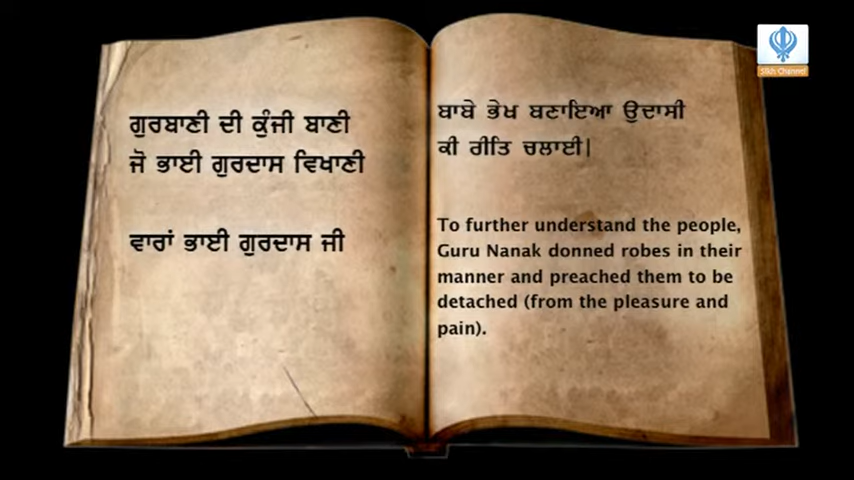 ਗੁਰਬਾਣੀ ਦੀ ਕੁੰਜੀ ਬਾਣੀ
ਜੋ ਭਾਈ ਗੁਰਦਾਸ ਵਿਖਾਣੀ
ਵਾਰਾਂ ਭਾਈ ਗੁਰਦਾਸ ਜੀ
ਬਾਬੇ ਭੇਖ ਬਣਾਇਆ ਉਦਾਸੀ
ਕੀ ਰੀਤਿ ਚਲਾਈ|
To further understand the people,
Guru Nanak donned robes in their
manner and preached them to be
detached (from the pleasure and
pain).
Sikh Channel